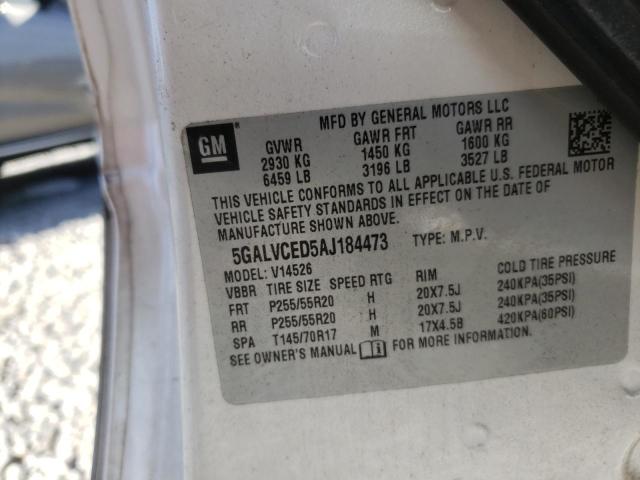 MFD BY GENERAL MOTORS LLC
GM
GVWR GAWR FRT GAWR RR
2930 KG 1450 KG 1600 KG
6459 LB 3196 LB 3527 LB
THIS VEHICLE CONFORMS TO ALL APPLICABLE U.S. FEDERAL MOTOR
VEHICLE SAFETY STANDARDS IN EFFECT ON THE DATE OF
MANUFACTURE SHOWN ABOVE.
5GALVCED5AJ184473 TYPE: M.P.V.
MODEL: V14526
VBBR TIRE SIZE SPEED RTG RIM COLD TIRE PRESSURE
FRT P255/55R20 H 20X7.5J 240KPA(35PSI)
RR P255/55R20 H 20X7.5J 240KPA(35PSI)
SPA T145/70R17 M 17X4.5B 420KPA(60PSI)
SEE OWNER'S MANUAL FOR MORE INFORMATION.